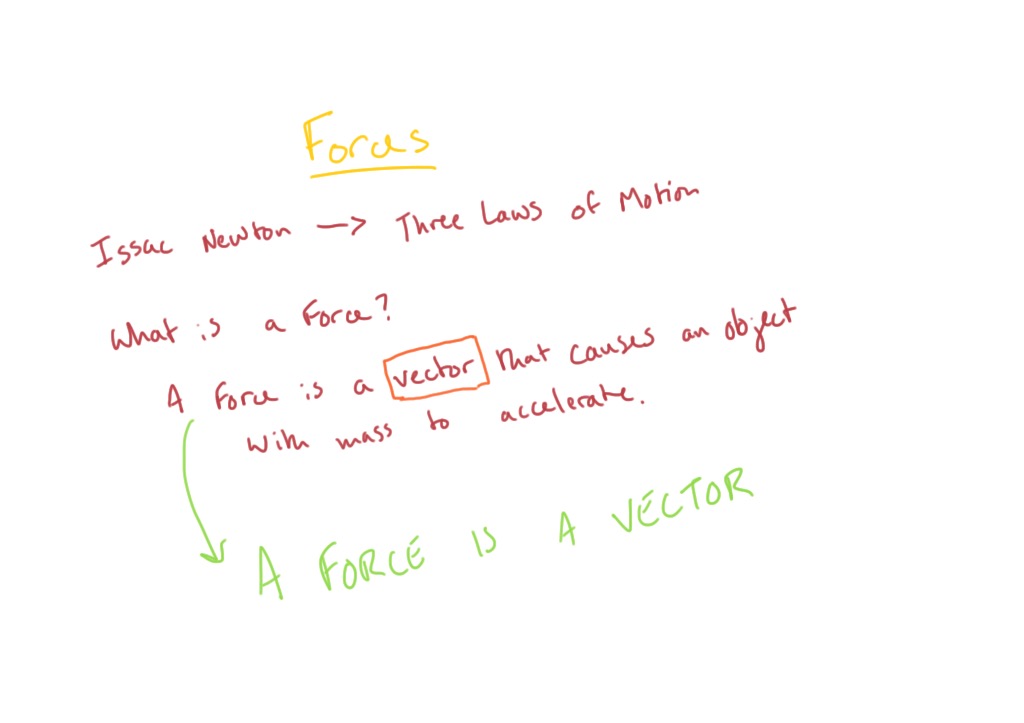 Forces
Issac Newton → Three Laws of Motion
What is a Force?
A force is a vector that causes an object
with mass to accelerate.
A FORCE IS A VECTOR